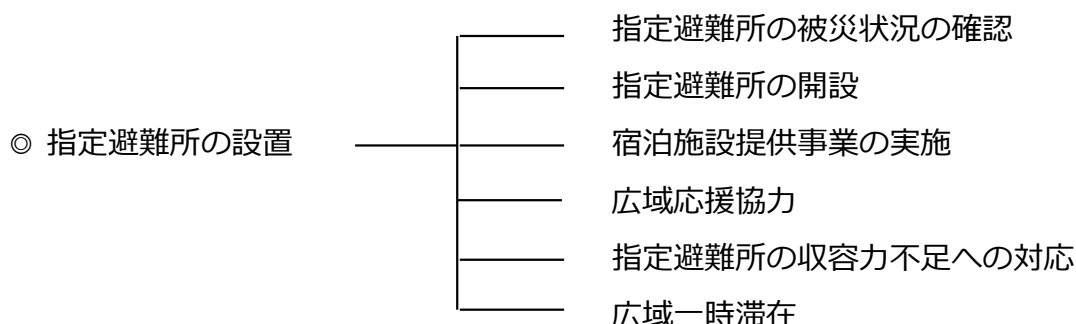 指定避難所の被災状況の確認
指定避難所の開設
◎ 指定避難所の設置
宿泊施設提供事業の実施
広域応援協力
指定避難所の収容力不足への対応
広域一時滞在